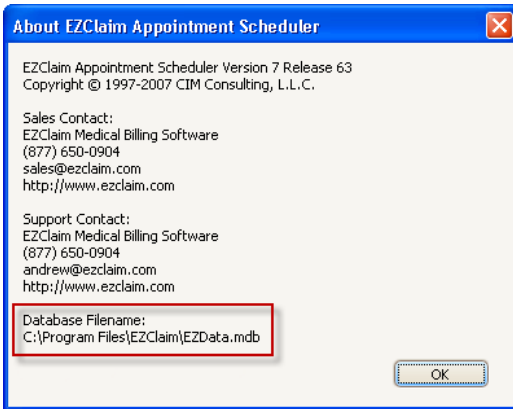 About EZClaim Appointment Scheduler
EZClaim Appointment Scheduler Version 7 Release 63
Copyright © 1997-2007 CIM Consulting, L.L.C.
Sales Contact:
EZClaim Medical Billing Software
(877) 650-0904
sales@ezclaim.com
http://www.ezclaim.com
Support Contact:
EZClaim Medical Billing Software
(877) 650-0904
andrew@ezclaim.com
http://www.ezclaim.com
Database Filename:
C:\Program Files\EZClaim\EZData.mdb
OK